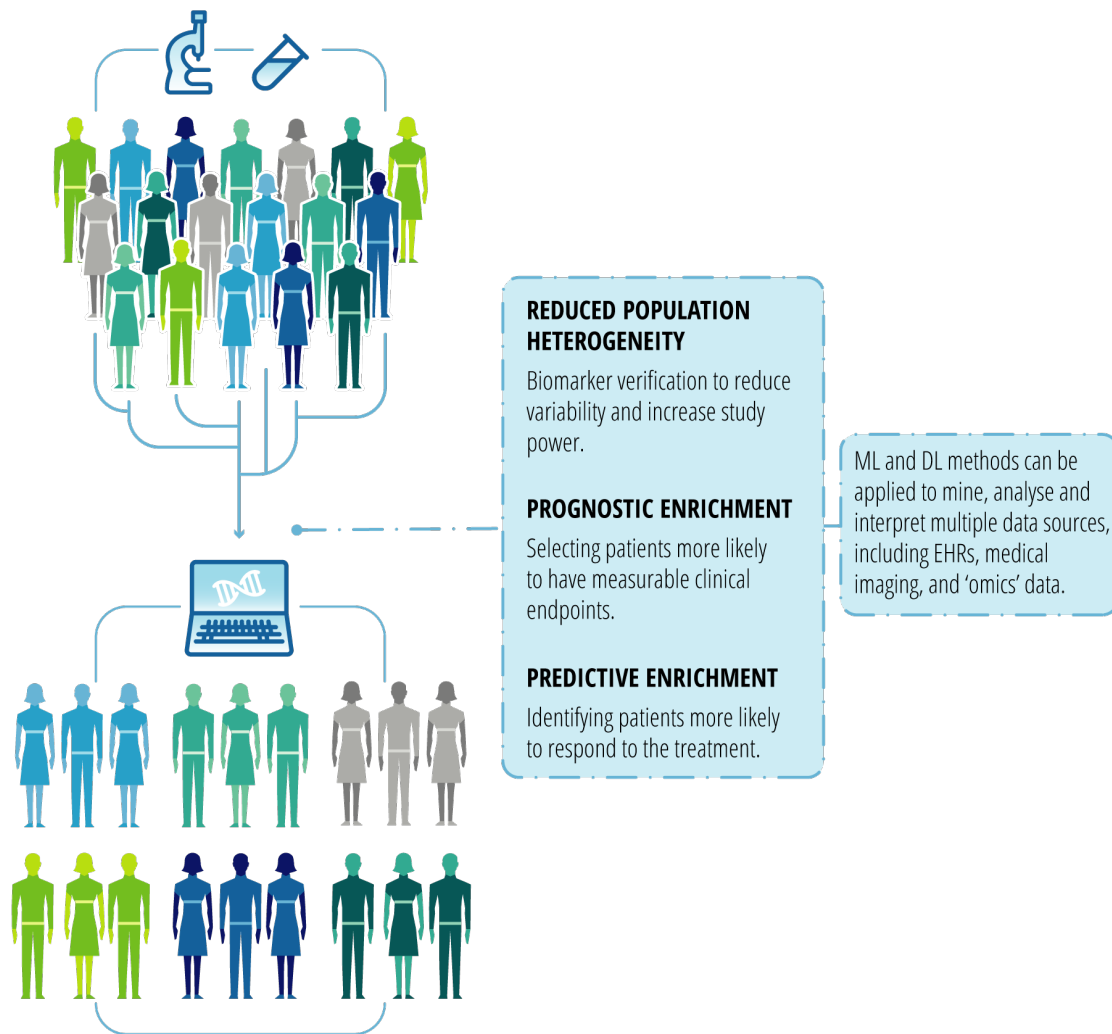 REDUCED POPULATION
HETEROGENEITY
Biomarker verification to reduce
variability and increase study
power.
PROGNOSTIC ENRICHMENT
Selecting patients more likely
to have measurable clinical
endpoints.
PREDICTIVE ENRICHMENT
Identifying patients more likely
to respond to the treatment.
ML and DL methods can be
applied to mine, analyse and
interpret multiple data sources,
including EHRs, medical
imaging, and ‘omics’ data.